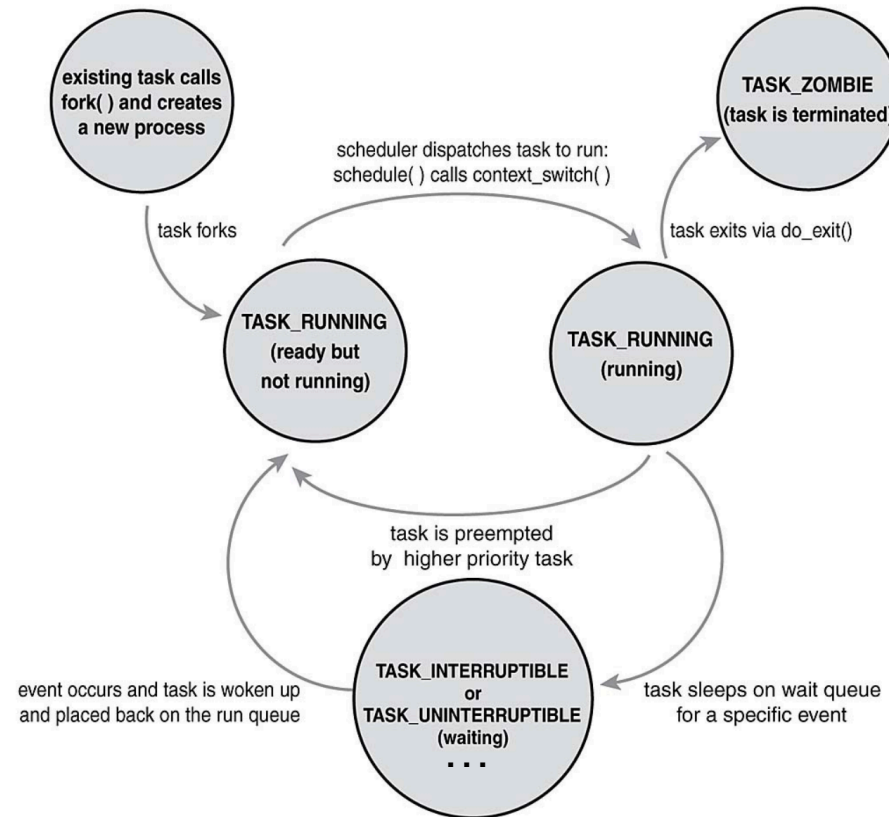 existing task calls
fork( ) and creates
a new process
TASK_ZOMBIE
(task is terminated)
scheduler dispatches task to run:
schedule( ) calls context_switch( )
task forks
task exits via do_exit()
TASK_RUNNING
(ready but
not running)
TASK_RUNNING
(running)
task is preempted
by higher priority task
event occurs and task is woken up
and placed back on the run queue
TASK_INTERRUPTIBLE
or
TASK_UNINTERRUPTIBLE
(waiting)
. . .
task sleeps on wait queue
for a specific event